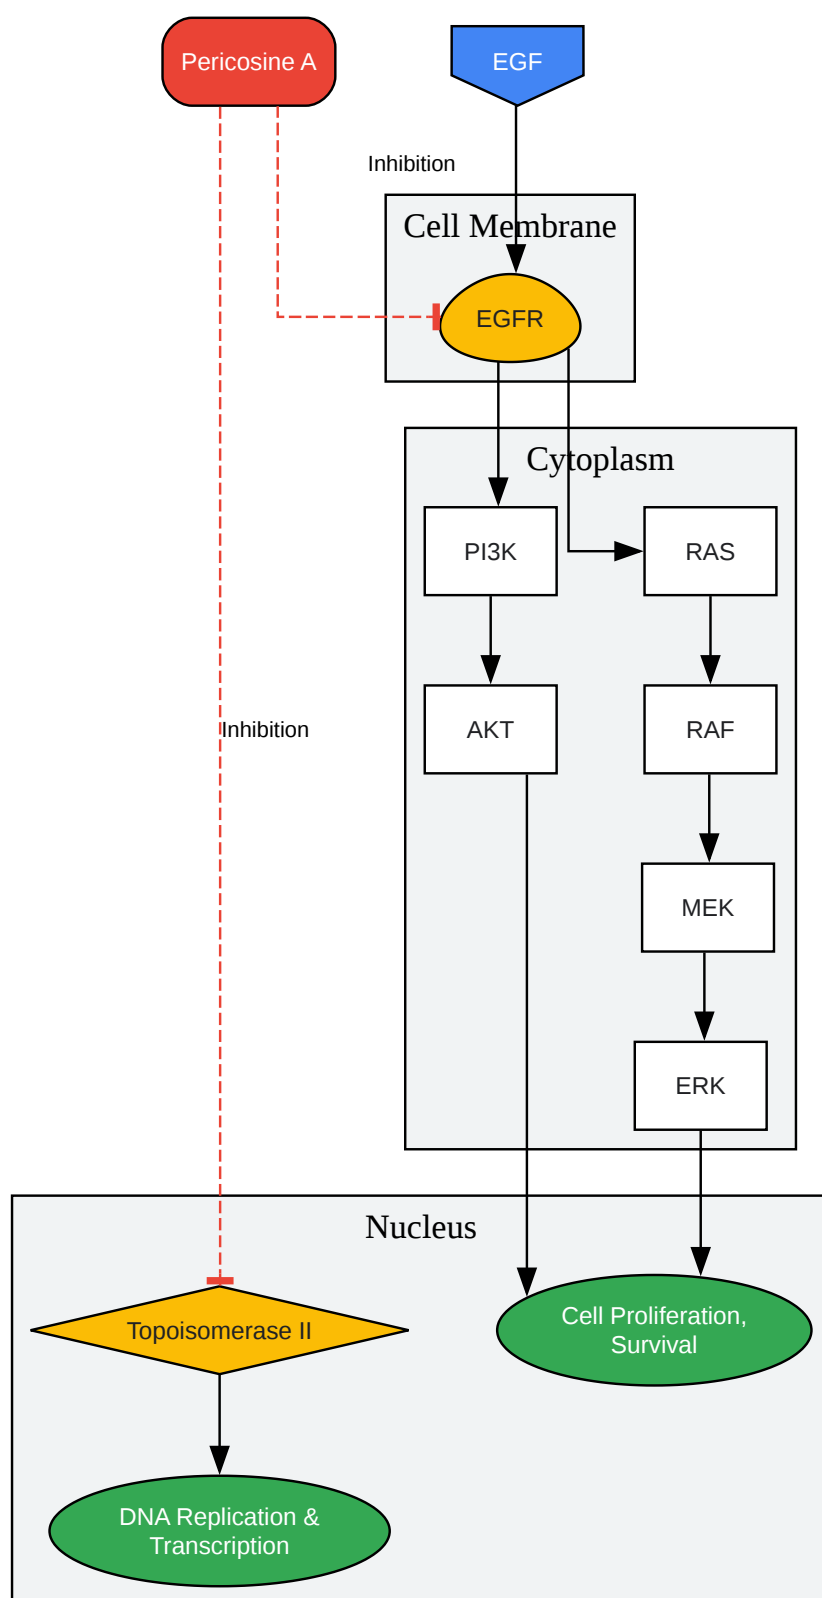 Pericosine A
EGF
Inhibition
Cell Membrane
EGFR
Cytoplasm
PI3K
RAS
Inhibition
AKT
RAF
MEK
ERK
Nucleus
Topoisomerase II
Cell Proliferation,
Survival
DNA Replication &
Transcription